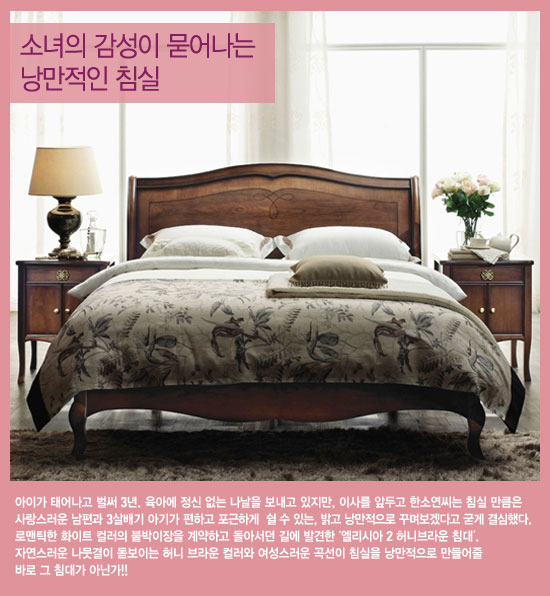 소녀의 감성이 묻어나는
낭만적인 침실
아이가 태어나고 벌써 3년. 육아에 정신 없는 나날을 보내고 있지만, 이사를 앞두고 한소연씨는 침실 만큼은
사랑스러운 남편과 3살배기 아기가 편하고 포근하게 쉴 수 있는, 밝고 낭만적으로 꾸며보겠다고 굳게 결심했다.
로맨틱한 화이트 컬러의 붙박이장을 계약하고 돌아서던 길에 발견한 '엘리시아 2 허니브라운 침대'.
자연스러운 나뭇결이 돋보이는 허니 브라운 컬러와 여성스러운 곡선이 침실을 낭만적으로 만들어줄
바로 그 침대가 아닌가!!